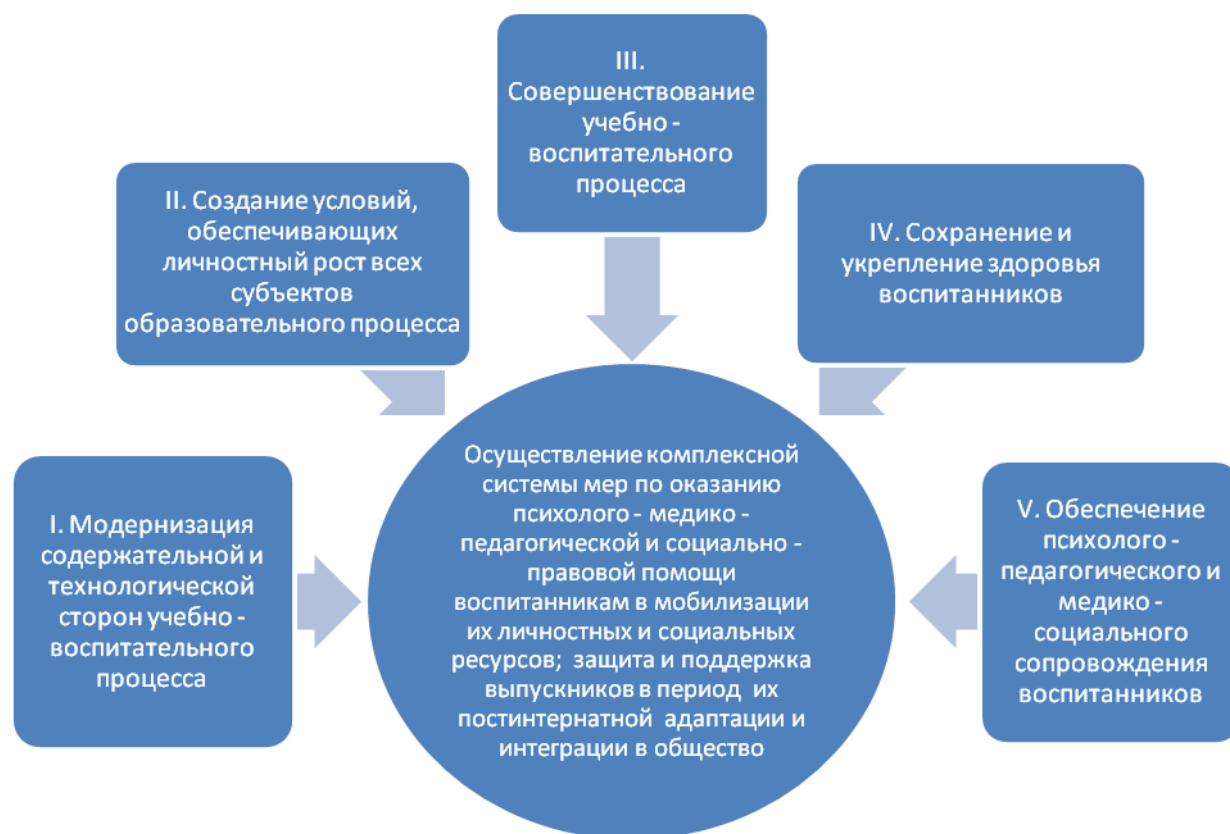 III.
Совершенствование
учебно -
воспитательного
процесса
II. Создание условий,
обеспечивающих
личностный рост всех
субъектов
образовательного процесса
IV. Сохранение и
укрепление здоровья
воспитанников
I. Модернизация
содержательной и
технологической
сторон учебно -
воспитательного
процесса
Осуществление комплексной
системы мер по оказанию
психолого - медико -
педагогической и социально -
правовой помощи
воспитанникам в мобилизации
их личностных и социальных
ресурсов; защита и поддержка
выпускников в период их
постинтернатной адаптации и
интеграции в общество
V. Обеспечение
психолого -
педагогического и
медико -
социального
сопровождения
воспитанников